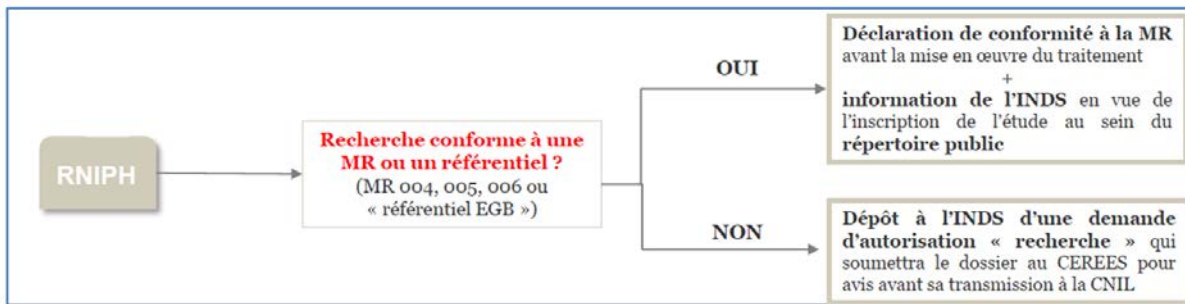 RNIPH
Recherche conforme à une
MR ou un référentiel ?
(MR 004, 005, 006 ou
« référentiel EGB »)
OUI
Déclaration de conformité à la MR
avant la mise en œuvre du traitement
+
information de l'INDS en vue de
l'inscription de l'étude au sein du
répertoire public
NON
Dépôt à l'INDS d'une demande
d'autorisation « recherche » qui
soumettra le dossier au CEREES pour
avis avant sa transmission à la CNIL